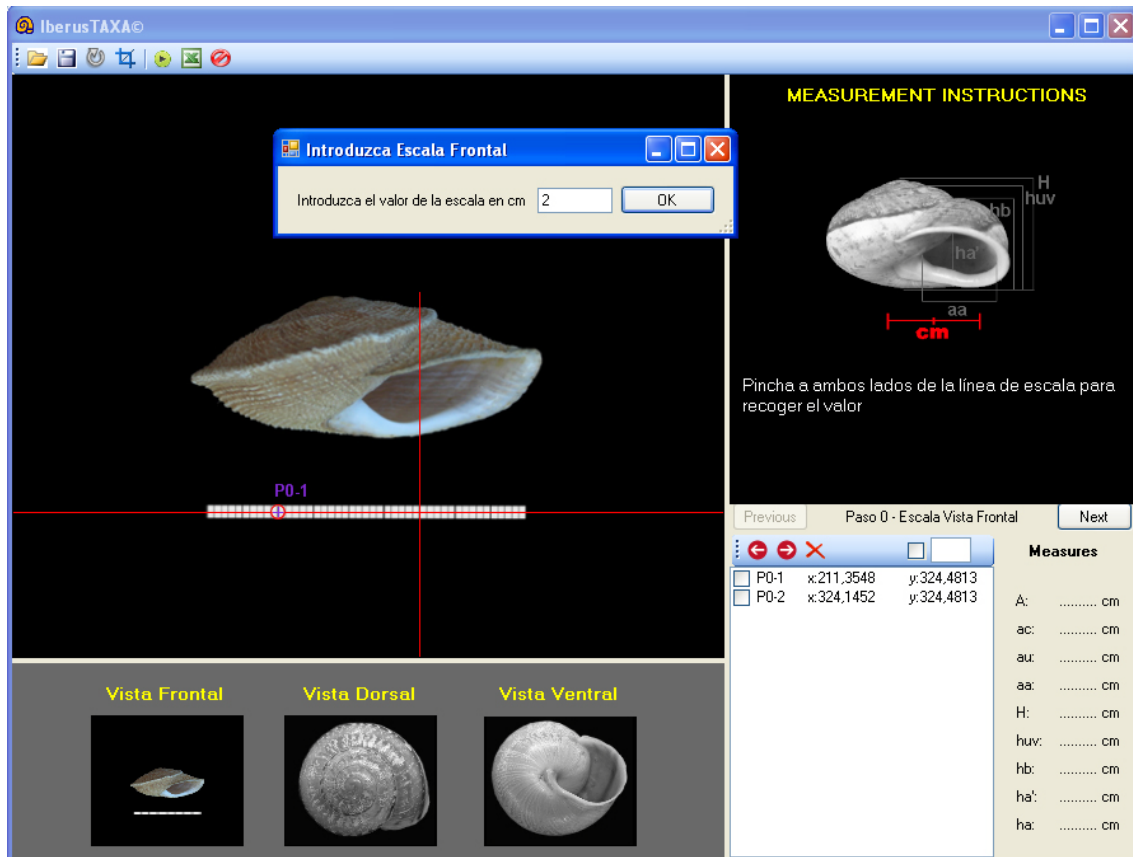 IberusTAXA©
MEASUREMENT INSTRUCTIONS
Introduzca Escala Frontal
Introduzca el valor de la escala en cm 2 OK
H
huv
hb
ha'
aa
cm
Pincha a ambos lados de la línea de escala para
recoger el valor
P0-1
Previous Paso 0 - Escala Vista Frontal Next
Measures
P0-1 x:211,3548 y:324,4813
P0-2 x:324,1452 y:324,4813
A: .......... cm
ac: .......... cm
au: .......... cm
aa: .......... cm
H: .......... cm
huv: .......... cm
hb: .......... cm
ha': .......... cm
ha: .......... cm
Vista Frontal Vista Dorsal Vista Ventral